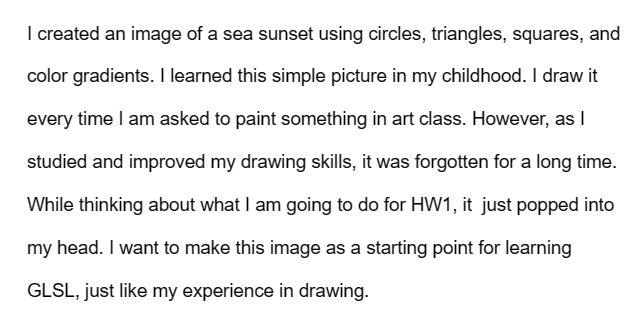 I created an image of a sea sunset using circles, triangles, squares, and
color gradients. I learned this simple picture in my childhood. I draw it
every time I am asked to paint something in art class. However, as I
studied and improved my drawing skills, it was forgotten for a long time.
While thinking about what I am going to do for HW1, it  just popped into
my head. I want to make this image as a starting point for learning
GLSL, just like my experience in drawing.